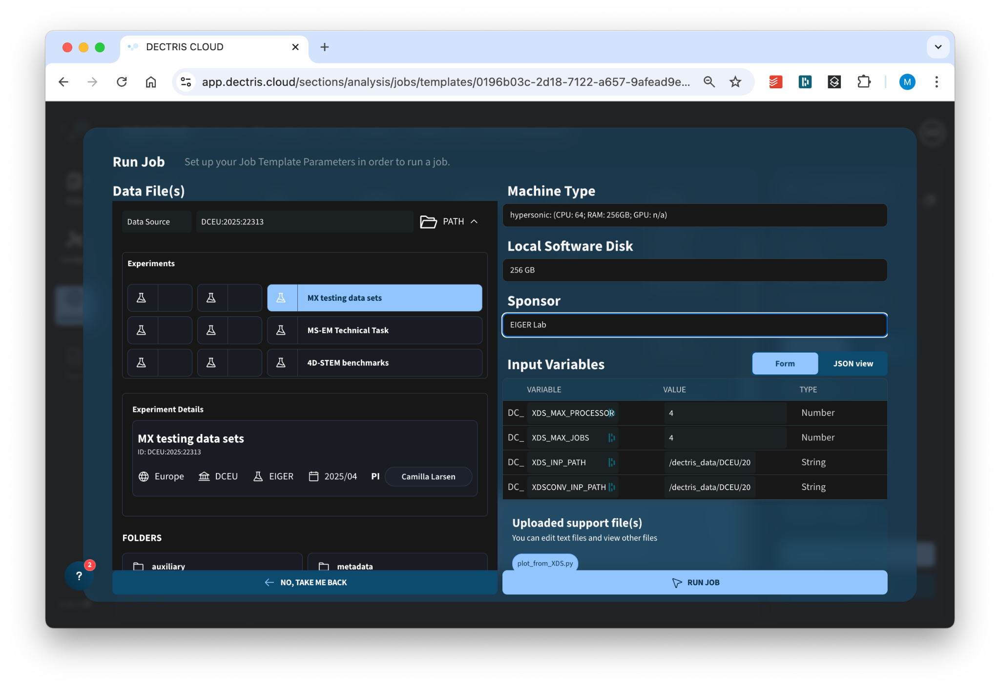 DECTRIS CLOUD
app.dectris.cloud/sections/analysis/jobs/templates/0196b03c-2d18-7122-a657-9afead9e...
M
Run Job
Set up your Job Template Parameters in order to run a job.
Data File(s)
Data Source
DCEU:2025:22313
PATH
Experiments
MX testing data sets
MS-EM Technical Task
4D-STEM benchmarks
Experiment Details
MX testing data sets
ID: DCEU:2025:22313
Europe
DCEU
EIGER
2025/04
PI
Camilla Larsen
FOLDERS
auxiliary
metadata
2
?
NO, TAKE ME BACK
Machine Type
hypersonic: (CPU: 64; RAM: 256GB; GPU: n/a)
Local Software Disk
256 GB
Sponsor
EIGER Lab
Input Variables
Form
JSON view
VARIABLE VALUE TYPE
DC_ XDS_MAX_PROCESSOR 4 Number
DC_ XDS_MAX_JOBS 4 Number
DC_ XDS_INP_PATH /dectris_data/DCEU/20 String
DC_ XDSCONV_INP_PATH /dectris_data/DCEU/20 String
Uploaded support file(s)
You can edit text files and view other files
plot_from_XDS.py
RUN JOB